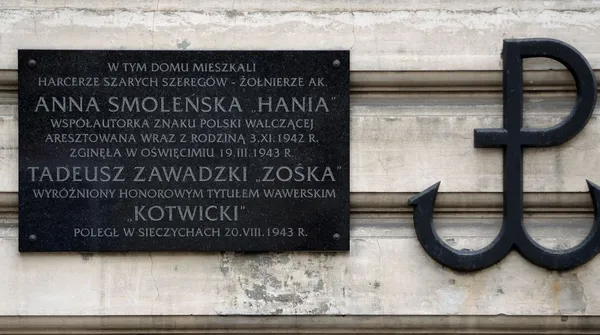 W TYM DOMU MIESZKALI
HARCERZE SZARYCH SZEREGÓW - ŻOŁNIERZE AK.
ANNA SMOLEŃSKA „HANIA"
WSPÓŁAUTORKA ZNAKU POLSKI WALCZĄCEJ
ARESZTOWANA WRAZ Z RODZINĄ 3.XI.1942 R.
ZGINĘŁA W OŚWIĘCIMIU 19.III.1943 R.
TADEUSZ ZAWADZKI „ZOŚKA"
WYRÓŻNIONY HONOROWYM TYTUŁEM WAWERSKIM
„KOTWICKI"
POLEGŁ W SIECZYCHACH 20.VIII.1943 R.